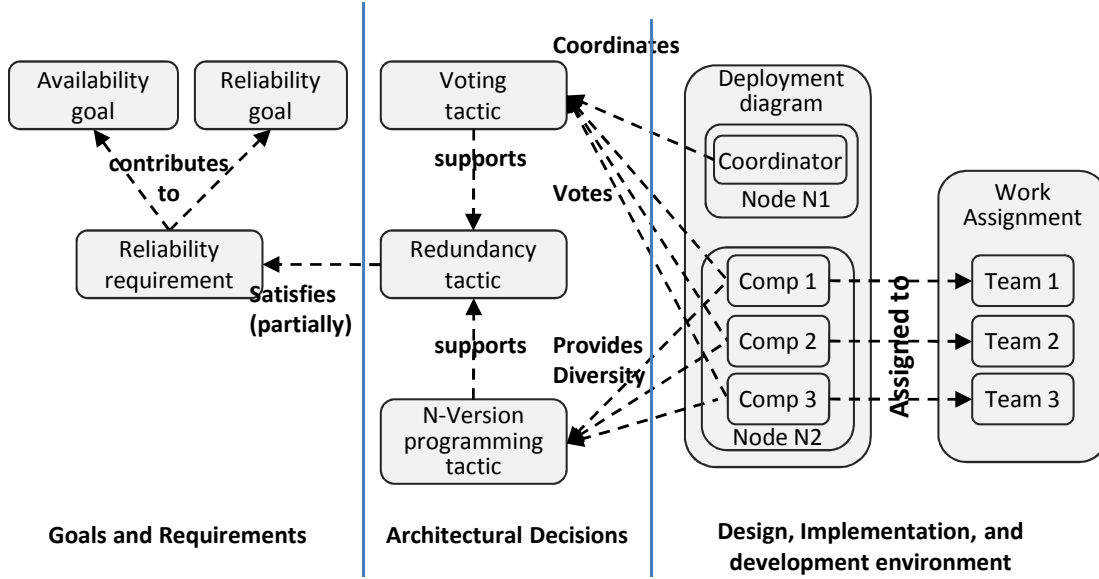 Availability
goal
Reliability
goal
contributes
to
Reliability
requirement
Satisfies
(partially)
Goals and Requirements
Coordinates
Voting
tactic
supports
Votes
Redundancy
tactic
supports
Provides
Diversity
N-Version
programming
tactic
Architectural Decisions
Deployment
diagram
Coordinator
Node N1
Comp 1
Comp 2
Comp 3
Node N2
Assigned to
Work
Assignment
Team 1
Team 2
Team 3
Design, Implementation, and
development environment